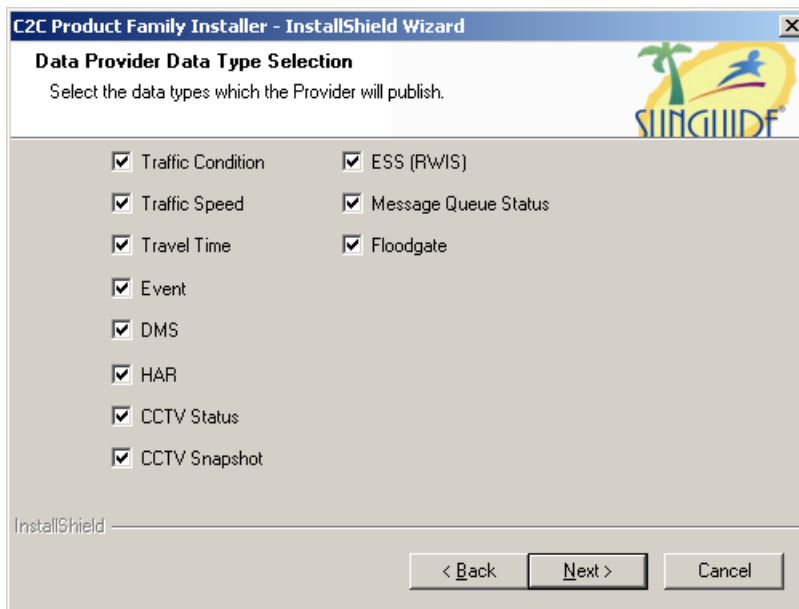 C2C Product Family Installer - InstallShield Wizard
Data Provider Data Type Selection
Select the data types which the Provider will publish.
SUNGUIDE®
Traffic Condition
ESS (RWIS)
Traffic Speed
Message Queue Status
Travel Time
Floodgate
Event
DMS
HAR
CCTV Status
CCTV Snapshot
InstallShield
< Back
Next >
Cancel